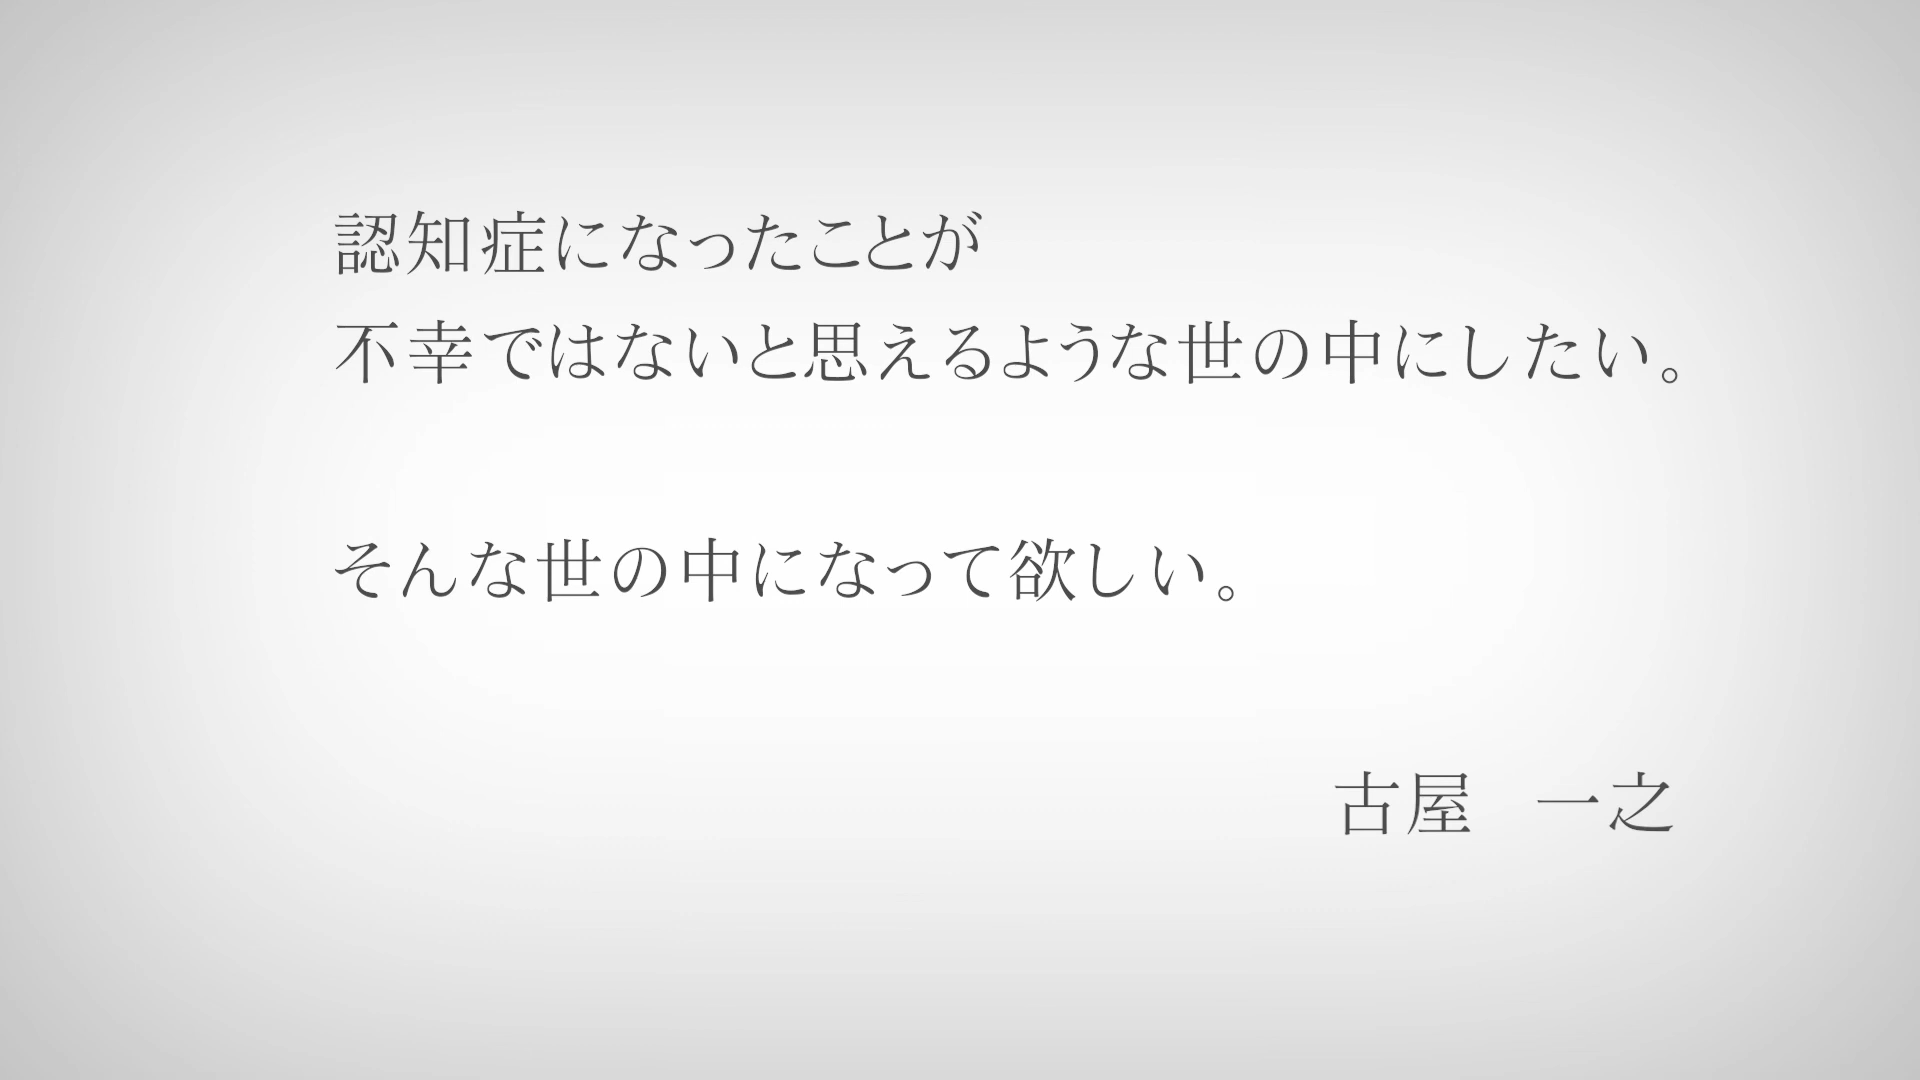 認知症になったことが
不幸ではないと思えるような世の中にしたい。
そんな世の中になって欲しい。
古屋　一之